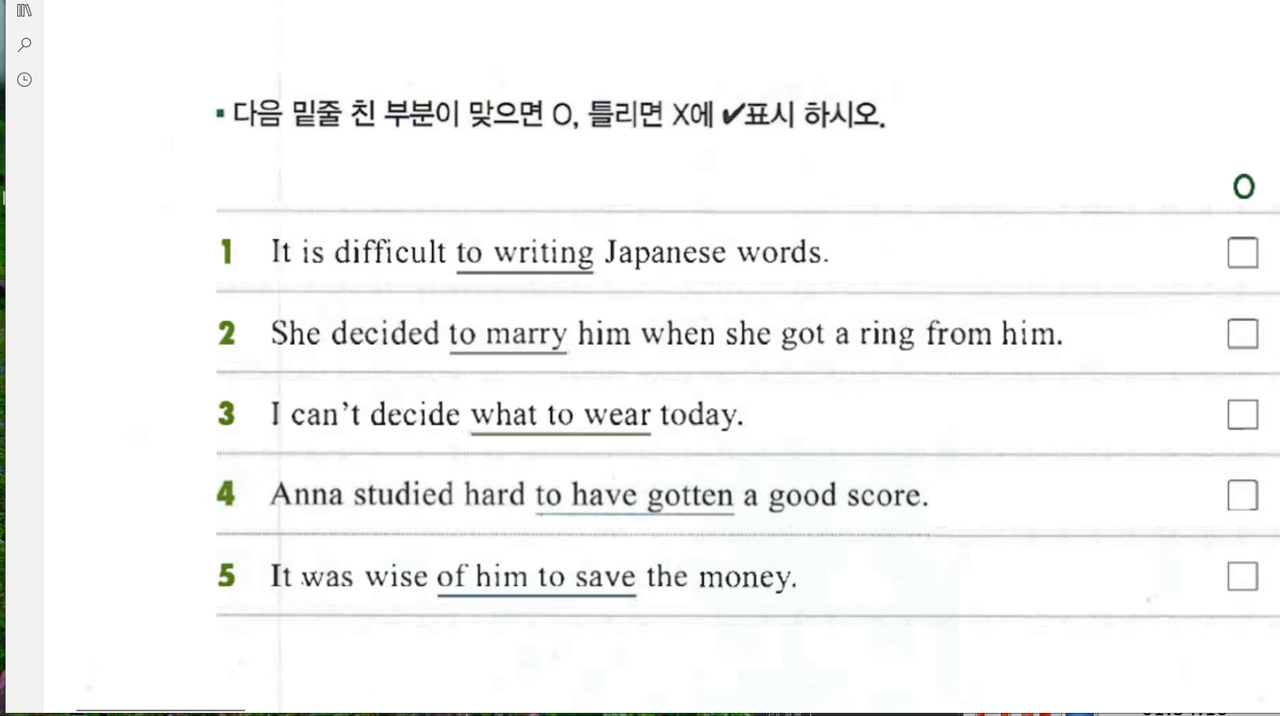 ▪ 다음 밑줄 친 부분이 맞으면 O, 틀리면 X에 ✔표시 하시오.
O
1 It is difficult to writing Japanese words.
2 She decided to marry him when she got a ring from him.
3 I can't decide what to wear today.
4 Anna studied hard to have gotten a good score.
5 It was wise of him to save the money.